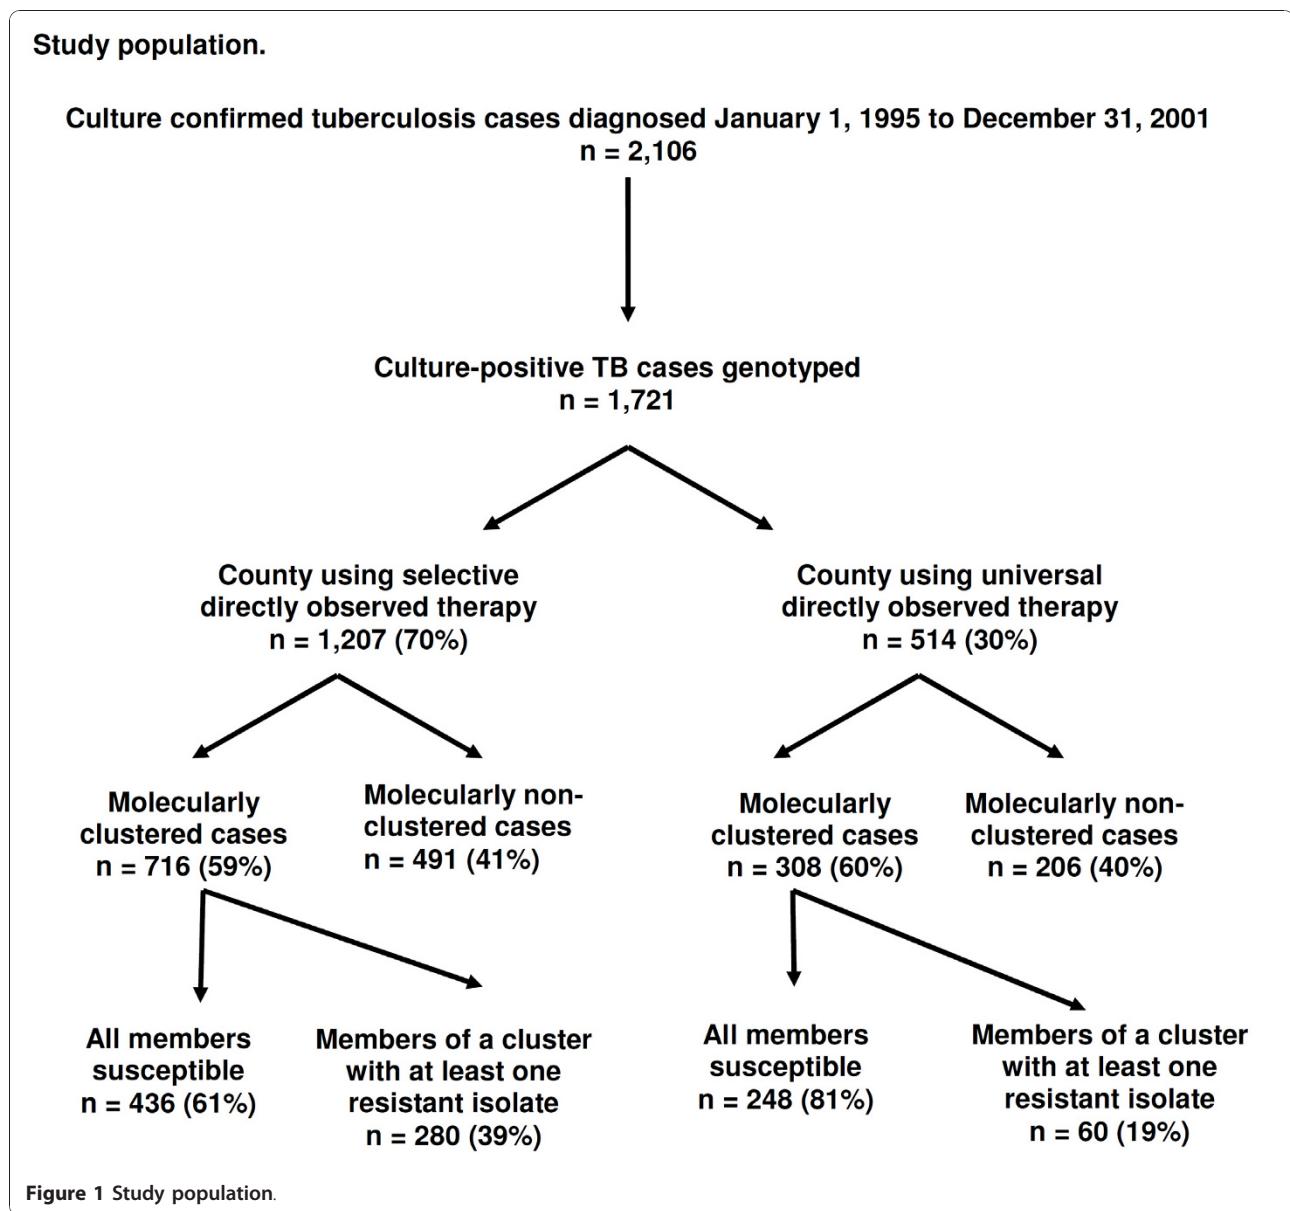 Study population.
Culture confirmed tuberculosis cases diagnosed January 1, 1995 to December 31, 2001
n = 2,106
Culture-positive TB cases genotyped
n = 1,721
County using selective
directly observed therapy
n = 1,207 (70%)
County using universal
directly observed therapy
n = 514 (30%)
Molecularly
clustered cases
n = 716 (59%)
Molecularly non-
clustered cases
n = 491 (41%)
Molecularly
clustered cases
n = 308 (60%)
Molecularly non-
clustered cases
n = 206 (40%)
All members
susceptible
n = 436 (61%)
Members of a cluster
with at least one
resistant isolate
n = 280 (39%)
All members
susceptible
n = 248 (81%)
Members of a cluster
with at least one
resistant isolate
n = 60 (19%)
Figure 1 Study population.